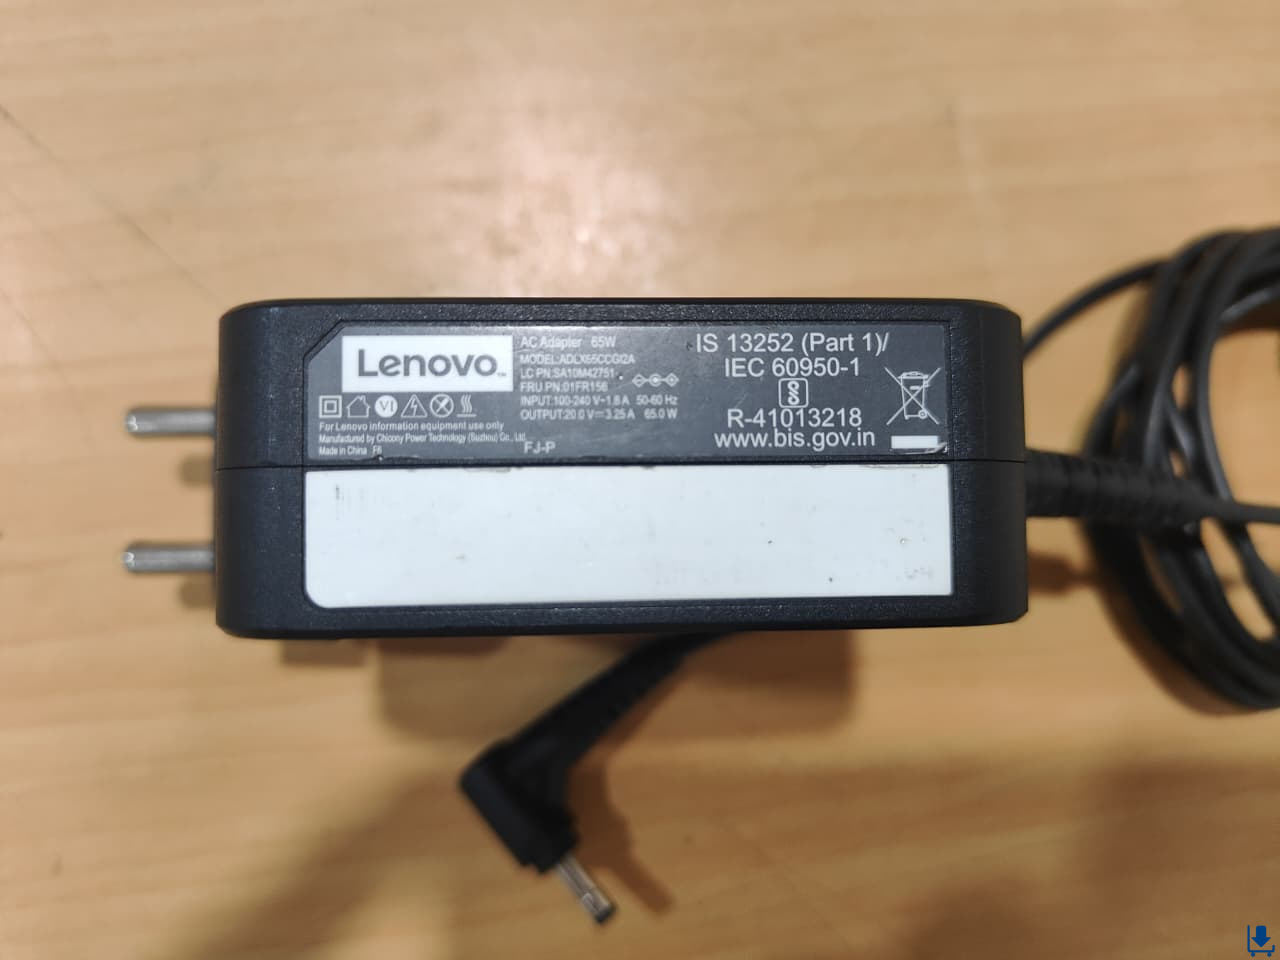 Lenovo
AC Adapter 65W
MODEL:ADLX65CCGI2A
LC PN:SA10M42751
FRU PN:01FR156
INPUT:100-240 V~1.8 A 50-60 Hz
OUTPUT:20.0 V⎓3.25 A 65.0 W
VI
For Lenovo information equipment use only
Manufactured by Chicony Power Technology (Suzhou) Co., Ltd.
Made in China F6
FJ-P
IS 13252 (Part 1)/
IEC 60950-1
R-41013218
www.bis.gov.in